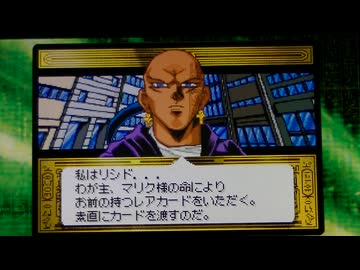 私はリシド．．．
わが主、マリク様の命により
お前の持つレアカードをいただく。
素直にカードを渡すのだ。